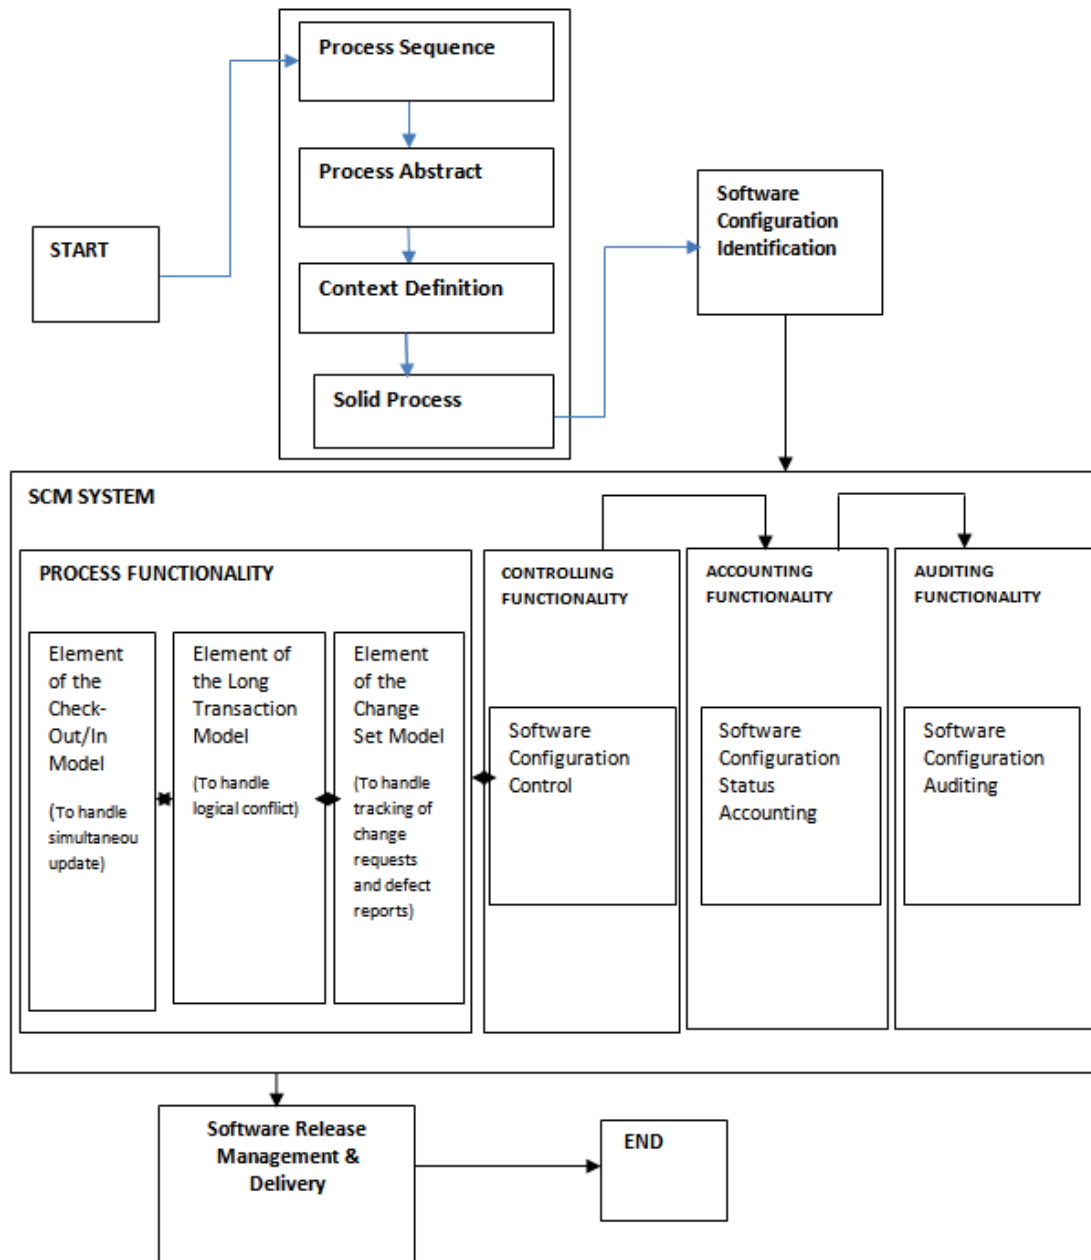 Process Sequence
Process Abstract
Context Definition
Solid Process
START
Software
Configuration
Identification
SCM SYSTEM
PROCESS FUNCTIONALITY
Element
of the
Check-
Out/In
Model
(To handle
simultaneou
update)
Element of
the Long
Transaction
Model
(To handle
logical conflict)
Element
of the
Change
Set Model
(To handle
tracking of
change
requests
and defect
reports)
CONTROLLING
FUNCTIONALITY
Software
Configuration
Control
ACCOUNTING
FUNCTIONALITY
Software
Configuration
Status
Accounting
AUDITING
FUNCTIONALITY
Software
Configuration
Auditing
Software Release
Management &
Delivery
END